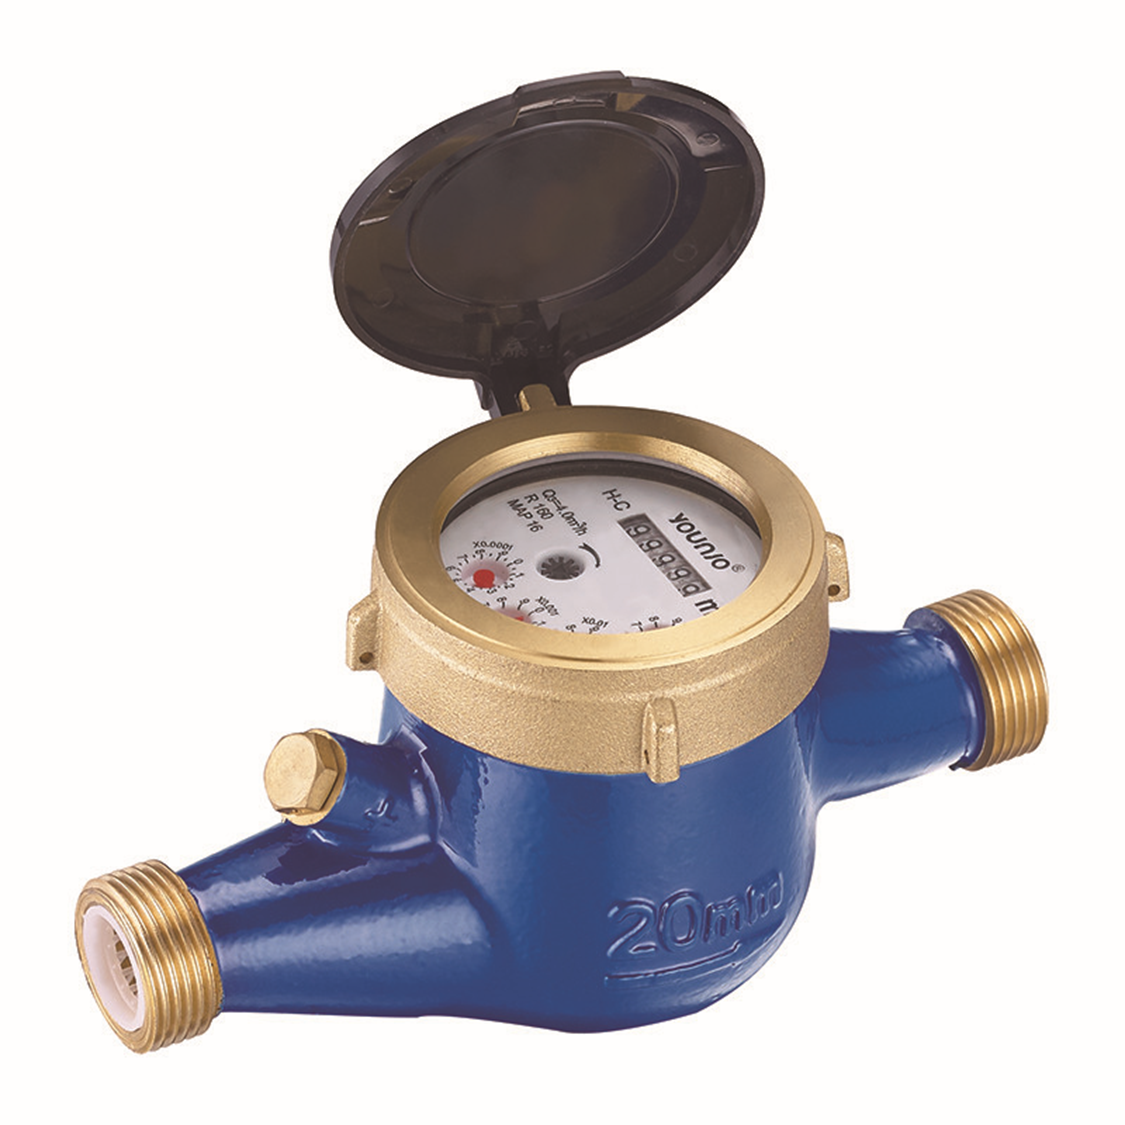 younio®
H-C
99999
m
Q3=4.0m³/h
R 160
MAP 16
X0.0001
X0.001
X0.01
20mm